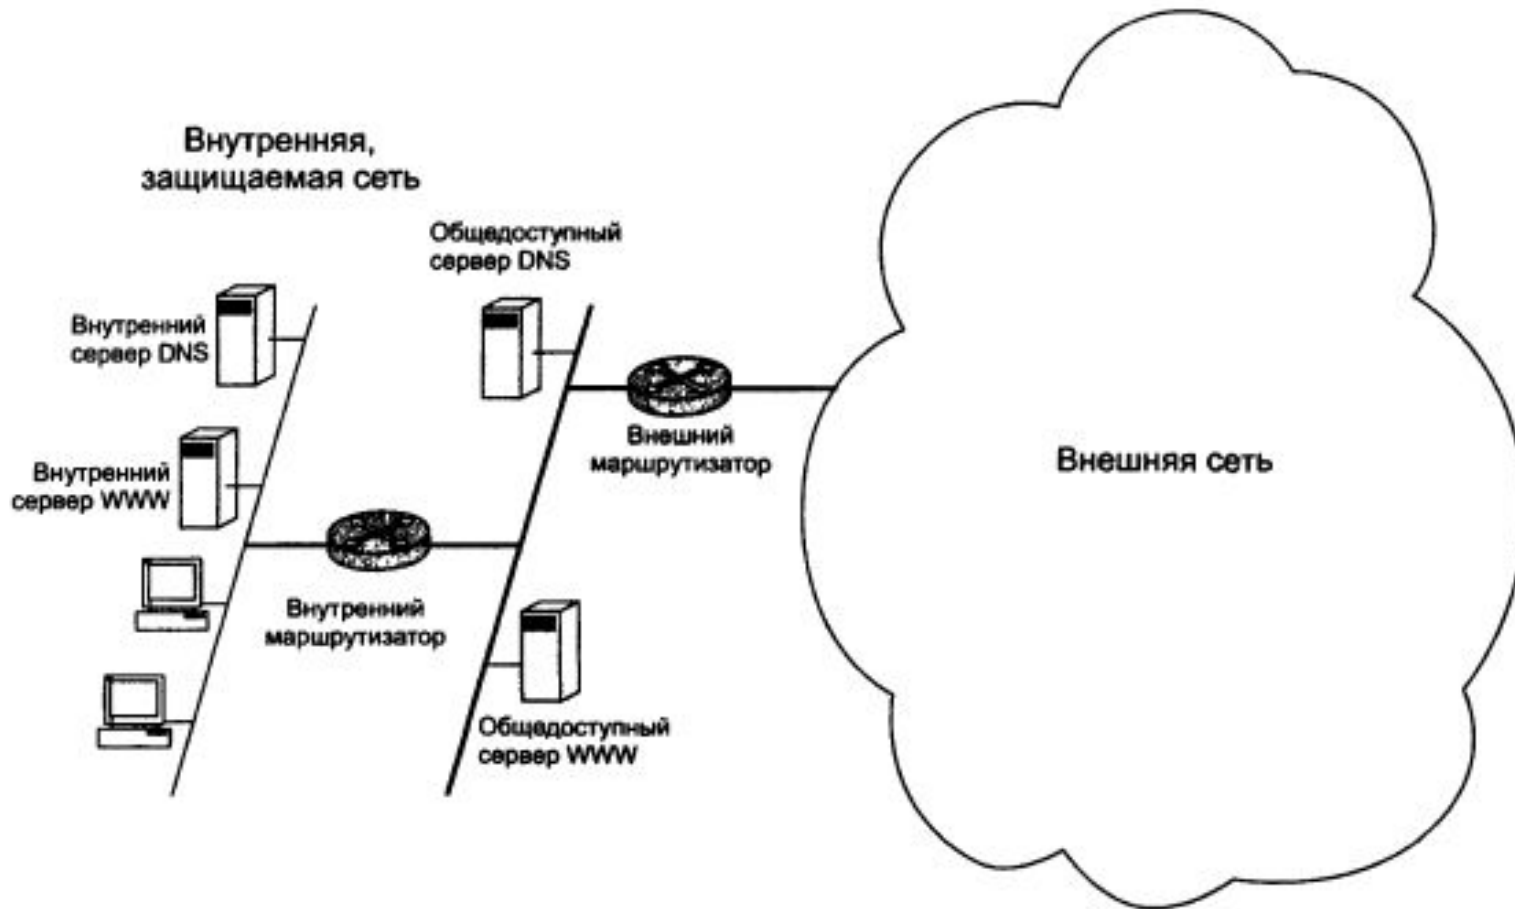 Внутренняя,
защищаемая сеть
Общедоступный
сервер DNS
Внутренний
сервер DNS
Внешний
маршрутизатор
Внешняя сеть
Внутренний
сервер WWW
Внутренний
маршрутизатор
Общедоступный
сервер WWW